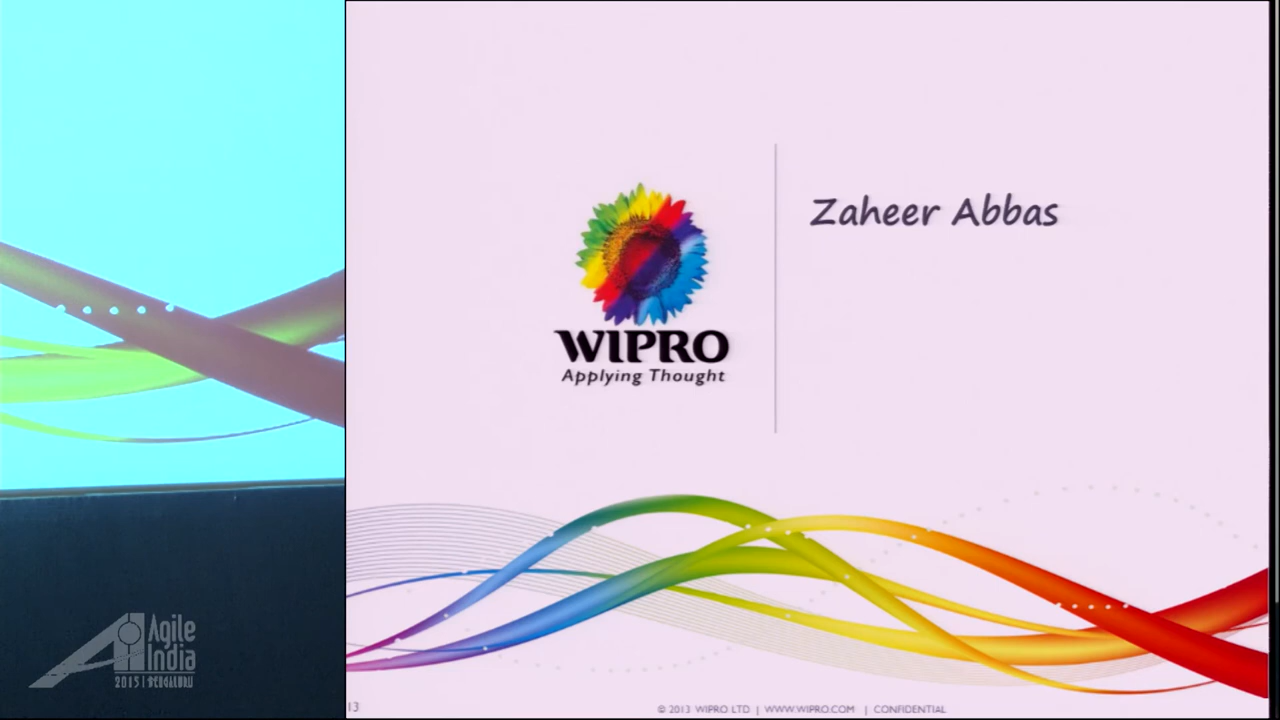 Zaheer Abbas
WIPRO
Applying Thought
Agile
India
2015 | BENGALURU
13
© 2013 WIPRO LTD | WWW.WIPRO.COM | CONFIDENTIAL